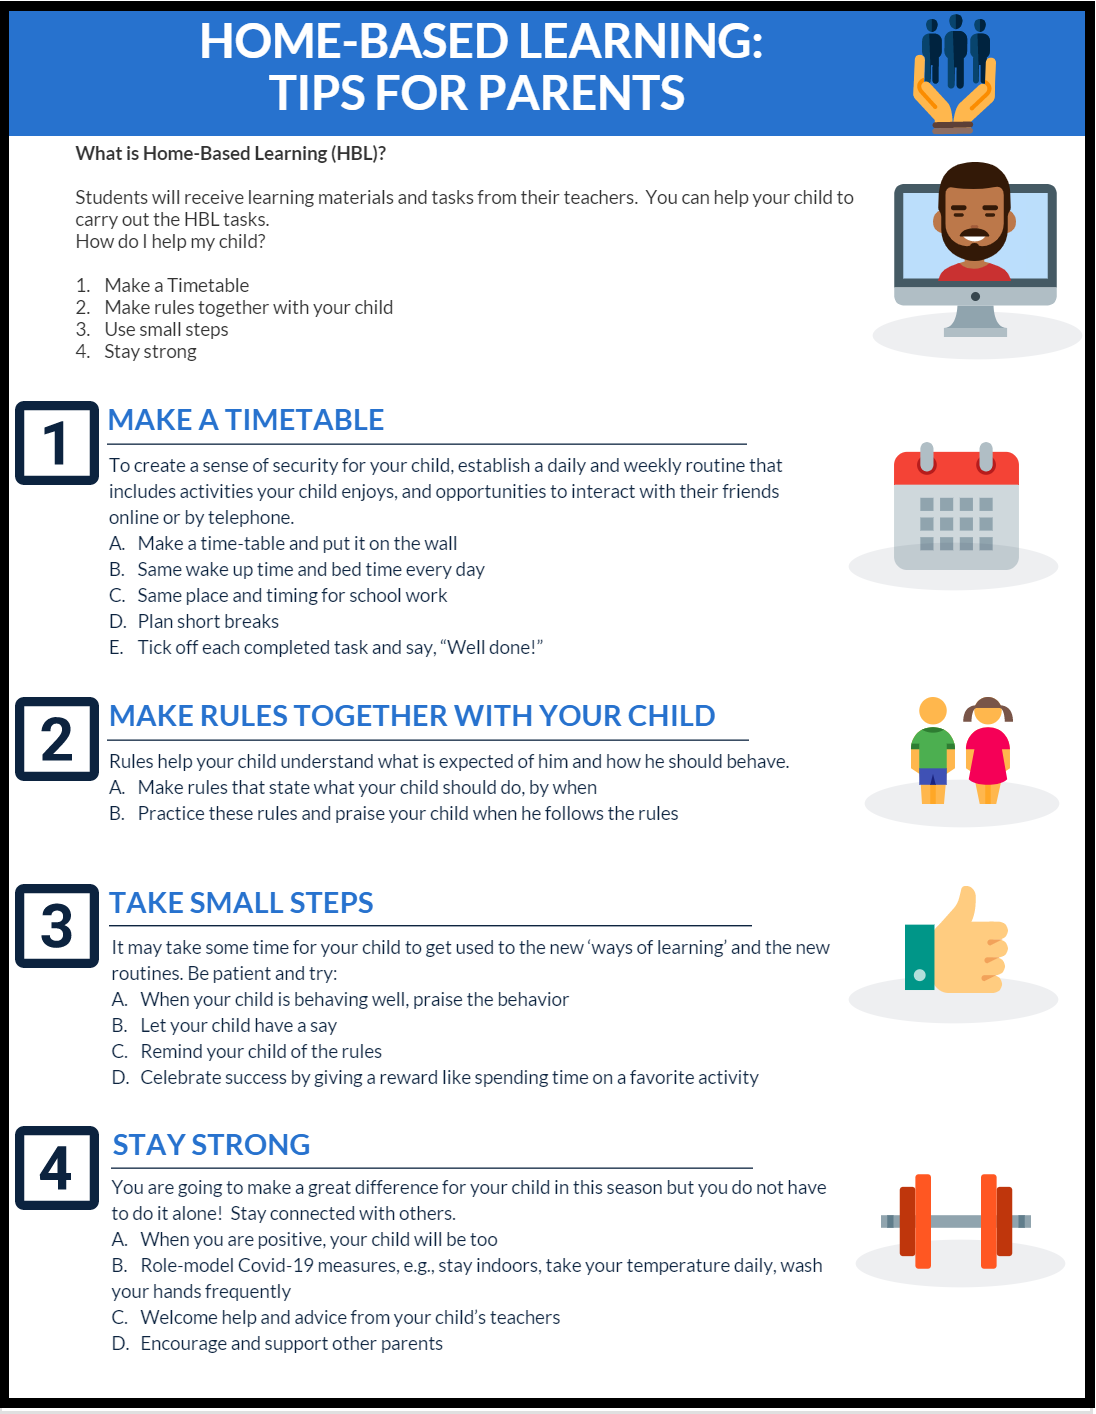 HOME-BASED LEARNING:
TIPS FOR PARENTS
What is Home-Based Learning (HBL)?
Students will receive learning materials and tasks from their teachers.  You can help your child to
carry out the HBL tasks.
How do I help my child?
1.   Make a Timetable
2.   Make rules together with your child
3.   Use small steps
4.   Stay strong
1
MAKE A TIMETABLE
To create a sense of security for your child, establish a daily and weekly routine that
includes activities your child enjoys, and opportunities to interact with their friends
online or by telephone.
A.   Make a time-table and put it on the wall
B.   Same wake up time and bed time every day
C.   Same place and timing for school work
D.   Plan short breaks
E.   Tick off each completed task and say, “Well done!”
2
MAKE RULES TOGETHER WITH YOUR CHILD
Rules help your child understand what is expected of him and how he should behave.
A.   Make rules that state what your child should do, by when
B.   Practice these rules and praise your child when he follows the rules
3
TAKE SMALL STEPS
It may take some time for your child to get used to the new ‘ways of learning’ and the new
routines. Be patient and try:
A.   When your child is behaving well, praise the behavior
B.   Let your child have a say
C.   Remind your child of the rules
D.   Celebrate success by giving a reward like spending time on a favorite activity
4
STAY STRONG
You are going to make a great difference for your child in this season but you do not have
to do it alone!  Stay connected with others.
A.   When you are positive, your child will be too
B.   Role-model Covid-19 measures, e.g., stay indoors, take your temperature daily, wash
your hands frequently
C.   Welcome help and advice from your child’s teachers
D.   Encourage and support other parents